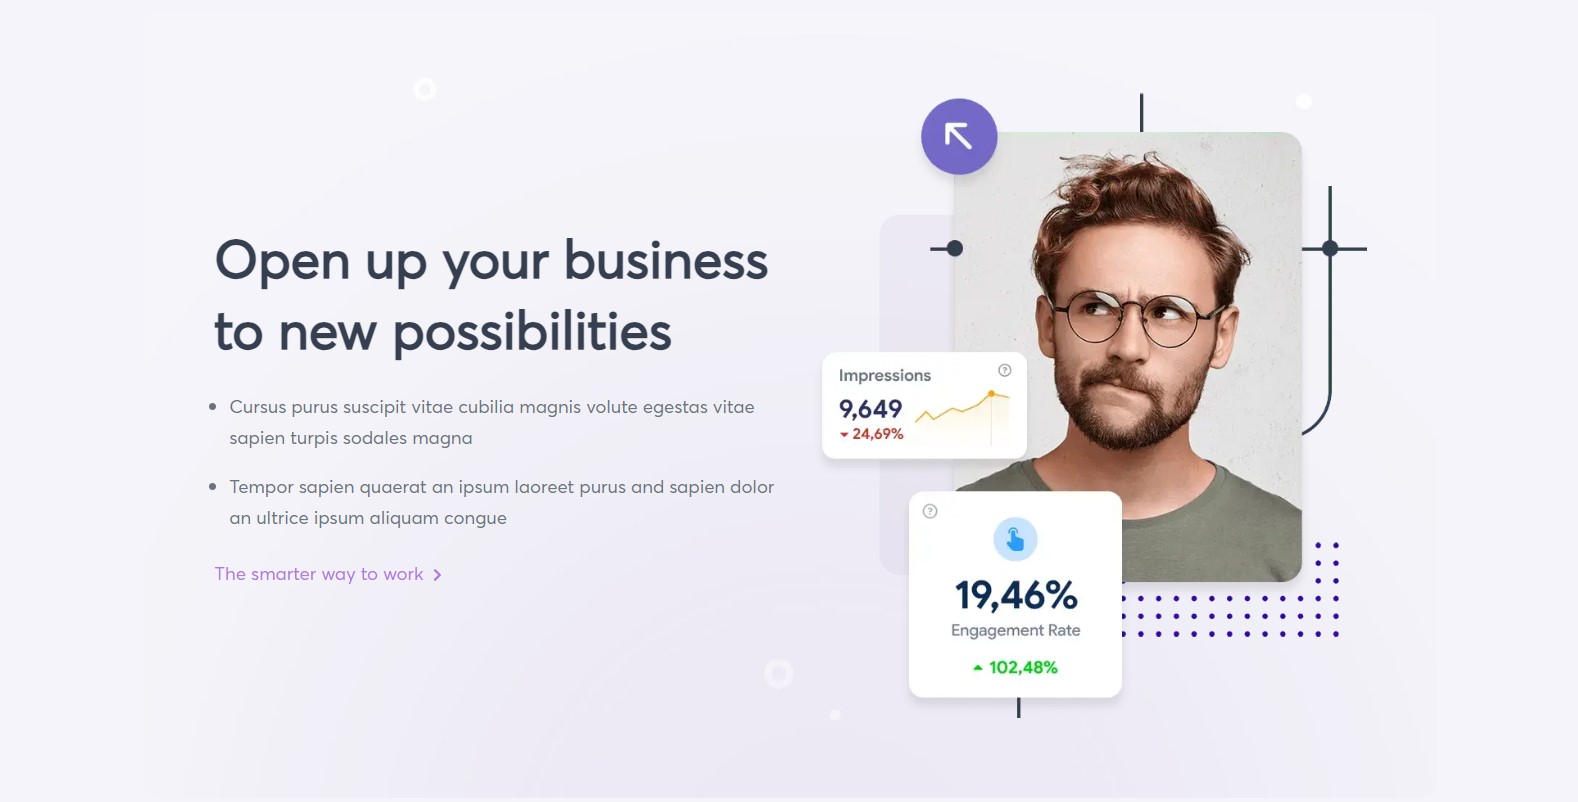 Open up your business
to new possibilities
Cursus purus suscipit vitae cubilia magnis volute egestas vitae
sapien turpis sodales magna
Tempor sapien quaerat an ipsum laoreet purus and sapien dolor
an ultrice ipsum aliquam congue
The smarter way to work
Impressions
9,649
24,69%
19,46%
Engagement Rate
102,48%